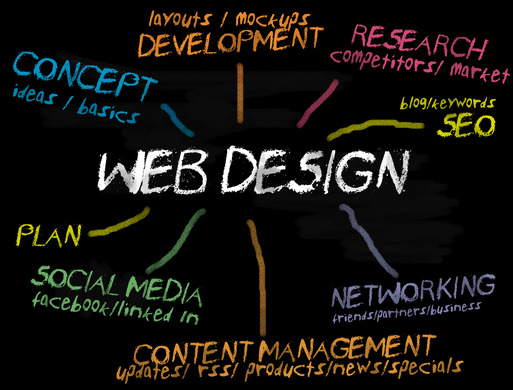 layouts / mockups
DEVELOPMENT
RESEARCH
competitors/ market
CONCEPT
ideas / basics
blog/keywords
SEO
WEB DESIGN
PLAN
SOCIAL MEDIA
facebook/linked in
NETWORKING
friends/partners/business
CONTENT MANAGEMENT
updates/ rss/ products/news/specials